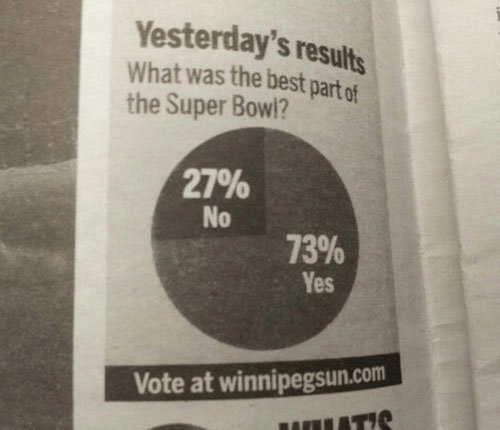 Yesterday's results
What was the best part of
the Super Bowl?
27%
No
73%
Yes
Vote at winnipegsun.com